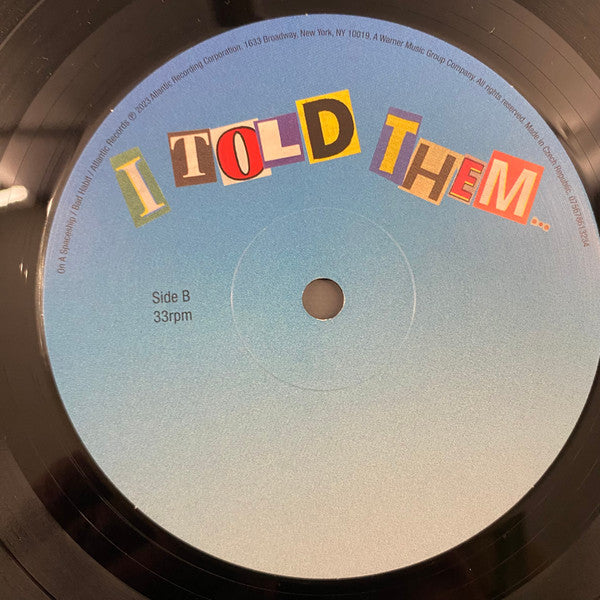 On A Spaceship / Bad Habit / Atlantic Records ℗ 2023 Atlantic Recording Corporation. 1633 Broadway, New York, NY 10019. A Warner Music Group Company. All rights reserved. Made in Czech Republic. 075678613234
I TOLD THEM...
Side B
33rpm